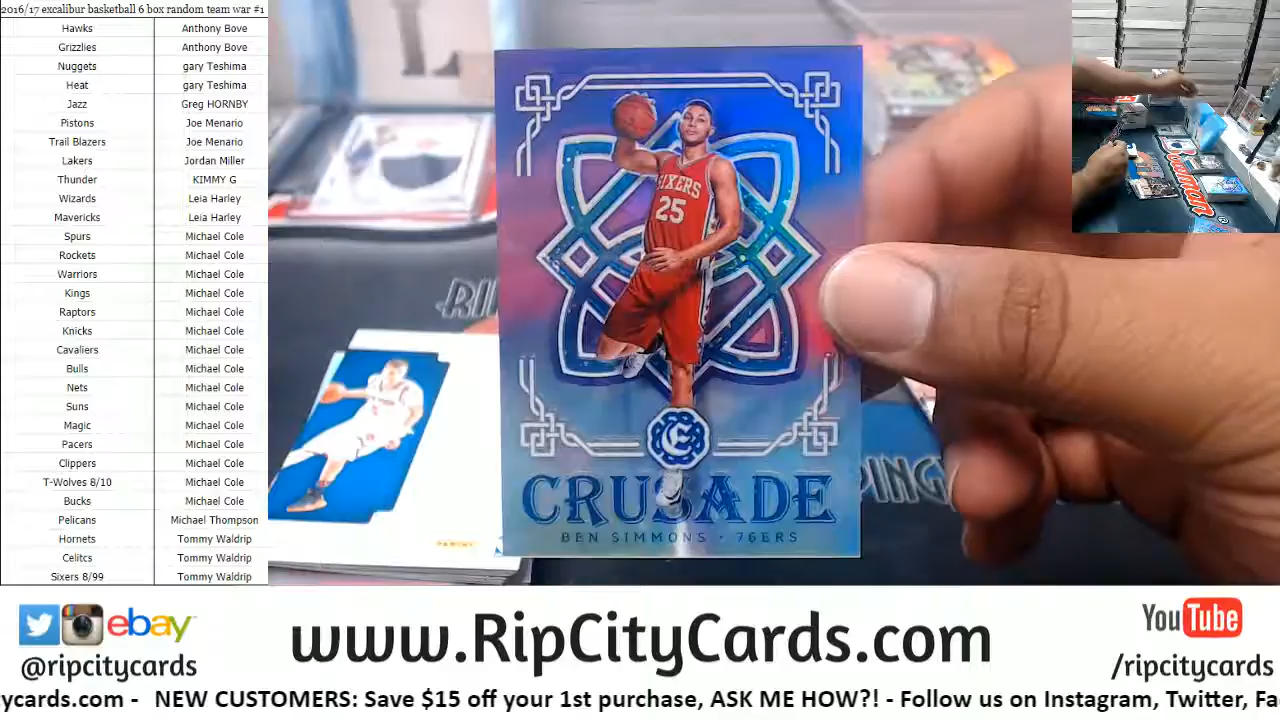 2016/17 excalibur basketball 6 box random team war #1
Hawks Anthony Bove
Grizzlies Anthony Bove
Nuggets gary Teshima
Heat gary Teshima
Jazz Greg HORNBY
Pistons Joe Menario
Trail Blazers Joe Menario
Lakers Jordan Miller
Thunder KIMMY G
Wizards Leia Harley
Mavericks Leia Harley
Spurs Michael Cole
Rockets Michael Cole
Warriors Michael Cole
Kings Michael Cole
Raptors Michael Cole
Knicks Michael Cole
Cavaliers Michael Cole
Bulls Michael Cole
Nets Michael Cole
Suns Michael Cole
Magic Michael Cole
Pacers Michael Cole
Clippers Michael Cole
T-Wolves 8/10 Michael Cole
Bucks Michael Cole
Pelicans Michael Thompson
Hornets Tommy Waldrip
Celitcs Tommy Waldrip
Sixers 8/99 Tommy Waldrip
SIXERS
25
E
CRUSADE
BEN SIMMONS · 76ERS
PANINI
ebay
@ripcitycards
www.RipCityCards.com
YouTube
/ripcitycards
ycards.com - NEW CUSTOMERS: Save $15 off your 1st purchase, ASK ME HOW?! - Follow us on Instagram, Twitter, Fa